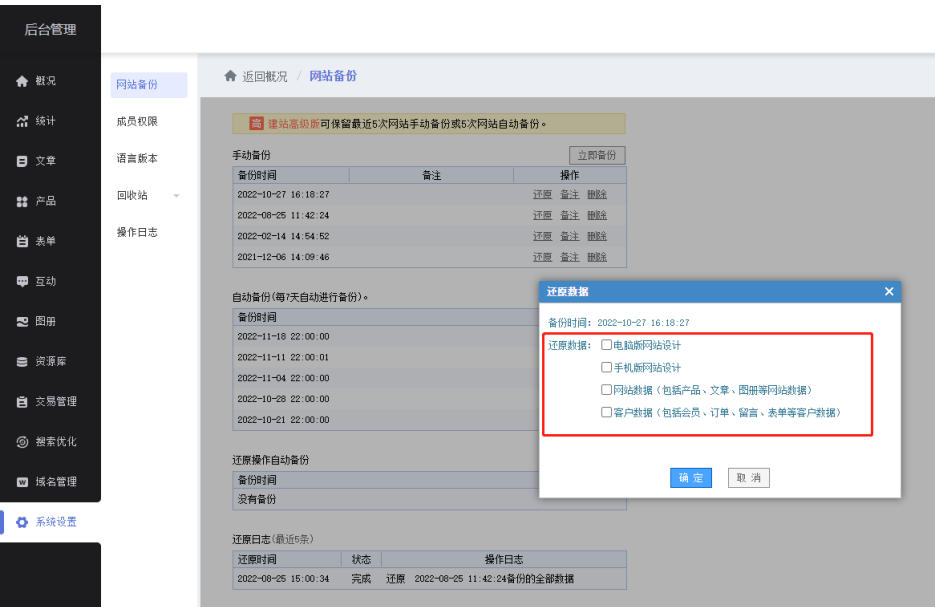 后台管理
概况
统计
文章
产品
表单
互动
图册
资源库
交易管理
搜索优化
域名管理
系统设置
网站备份
成员权限
语言版本
回收站
操作日志
返回概况 / 网站备份
高 建站高级版可保留最近5次网站手动备份或5次网站自动备份。
手动备份 立即备份
备份时间 备注 操作
2022-10-27 16:18:27 还原 备注 删除
2022-08-25 11:42:24 还原 备注 删除
2022-02-14 14:54:52 还原 备注 删除
2021-12-06 14:09:46 还原 备注 删除
自动备份(每7天自动进行备份)。
备份时间
2022-11-18 22:00:00
2022-11-11 22:00:01
2022-11-04 22:00:00
2022-10-28 22:00:00
2022-10-21 22:00:00
还原操作自动备份
备份时间
没有备份
还原日志(最近5条)
还原时间 状态 操作日志
2022-08-25 15:00:34 完成 还原 2022-08-25 11:42:24备份的全部数据
还原数据
备份时间: 2022-10-27 16:18:27
还原数据: 电脑版网站设计
手机版网站设计
网站数据(包括产品、文章、图册等网站数据)
客户数据(包括会员、订单、留言、表单等客户数据)
确定 取消